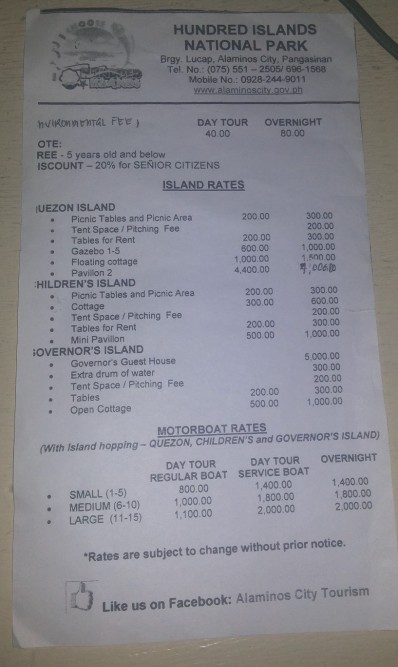 HUNDRED ISLANDS
NATIONAL PARK
Brgy. Lucap, Alaminos City, Pangasinan
Tel. No.: (075) 551 – 2505/ 696-1568
Mobile No.: 0928-244-9011
www.alaminoscity.gov.ph
NVIRONMENTAL FEE) DAY TOUR OVERNIGHT
40.00 80.00
OTE:
REE - 5 years old and below
ISCOUNT – 20% for SEÑIOR CITIZENS
ISLAND RATES
UEZON ISLAND
• Picnic Tables and Picnic Area 200.00 300.00
• Tent Space / Pitching Fee 200.00
• Tables for Rent 200.00 300.00
• Gazebo 1-5 600.00 1,000.00
• Floating cottage 1,000.00 1,500.00
• Pavilion 2 4,400.00
HILDREN'S ISLAND
• Picnic Tables and Picnic Area 200.00 300.00
• Cottage 300.00 600.00
• Tent Space / Pitching Fee 200.00
• Tables for Rent 200.00 300.00
• Mini Pavilion 500.00 1,000.00
GOVERNOR'S ISLAND
• Governor's Guest House 5,000.00
• Extra drum of water 300.00
• Tent Space / Pitching Fee 200.00
• Tables 200.00 300.00
• Open Cottage 500.00 1,000.00
MOTORBOAT RATES
(With Island hopping – QUEZON, CHILDREN'S and GOVERNOR'S ISLAND)
DAY TOUR DAY TOUR OVERNIGHT
REGULAR BOAT SERVICE BOAT
• SMALL (1-5) 800.00 1,400.00 1,400.00
• MEDIUM (6-10) 1,000.00 1,800.00 1,800.00
• LARGE (11-15) 1,100.00 2,000.00 2,000.00
*Rates are subject to change without prior notice.
Like us on Facebook: Alaminos City Tourism